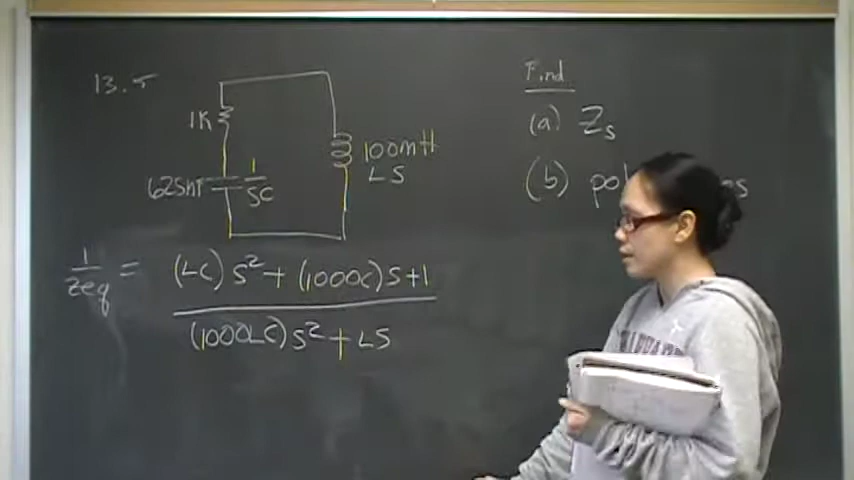 13.5
1K
100mH
LS
625nF
1
SC
1
Zeq
=
(LC)S² + (1000C)S+1
(1000LC)S² + LS
Find
(a) Zs
(b)